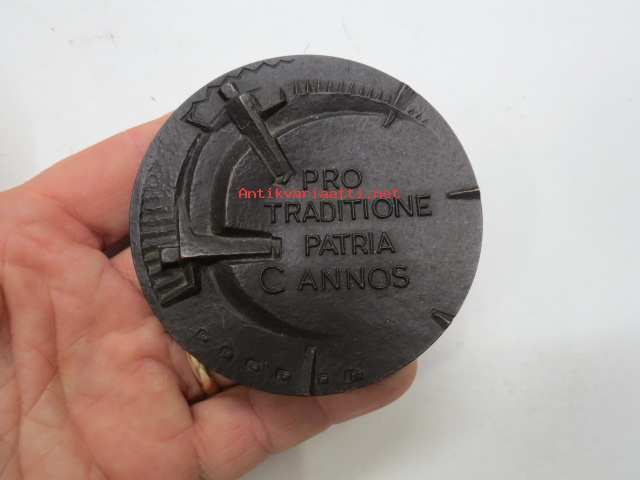 PRO
Antikvariaatti.net
TRADITIONE
PATRIA
C ANNOS